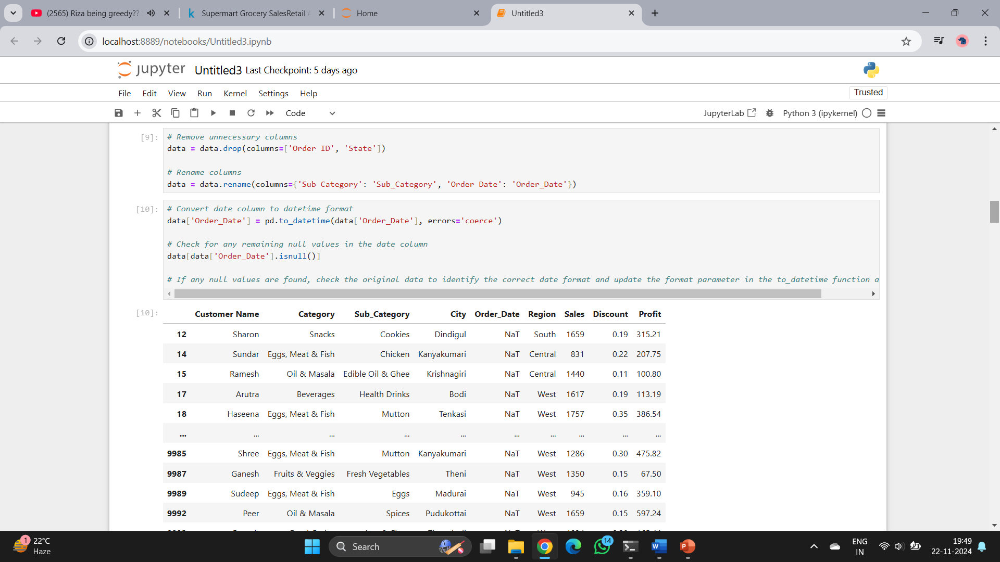 (2565) Riza being greedy??
Supermart Grocery SalesRetail
Home
Untitled3
localhost:8889/notebooks/Untitled3.ipynb
jupyter Untitled3 Last Checkpoint: 5 days ago
File Edit View Run Kernel Settings Help
Trusted
Code
JupyterLab
Python 3 (ipykernel)
[9]:
# Remove unnecessary columns
data = data.drop(columns=['Order ID', 'State'])
# Rename columns
data = data.rename(columns={'Sub Category': 'Sub_Category', 'Order Date': 'Order_Date'})
[10]:
# Convert date column to datetime format
data['Order_Date'] = pd.to_datetime(data['Order_Date'], errors='coerce')
# Check for any remaining null values in the date column
data[data['Order_Date'].isnull()]
# If any null values are found, check the original data to identify the correct date format and update the format parameter in the to_datetime function a
[10]:
Customer Name Category Sub_Category City Order_Date Region Sales Discount Profit
12 Sharon Snacks Cookies Dindigul NaT South 1659 0.19 315.21
14 Sundar Eggs, Meat & Fish Chicken Kanyakumari NaT Central 831 0.22 207.75
15 Ramesh Oil & Masala Edible Oil & Ghee Krishnagiri NaT Central 1440 0.11 100.80
17 Arutra Beverages Health Drinks Bodi NaT West 1617 0.19 113.19
18 Haseena Eggs, Meat & Fish Mutton Tenkasi NaT West 1757 0.35 386.54
... ... ... ... ... ... ... ... ... ...
9985 Shree Eggs, Meat & Fish Mutton Kanyakumari NaT West 1286 0.30 475.82
9987 Ganesh Fruits & Veggies Fresh Vegetables Theni NaT West 1350 0.15 67.50
9989 Sudeep Eggs, Meat & Fish Eggs Madurai NaT West 945 0.16 359.10
9992 Peer Oil & Masala Spices Pudukottai NaT West 1659 0.15 597.24
1
22°C
Haze
Search
14
ENG
IN
19:49
22-11-2024